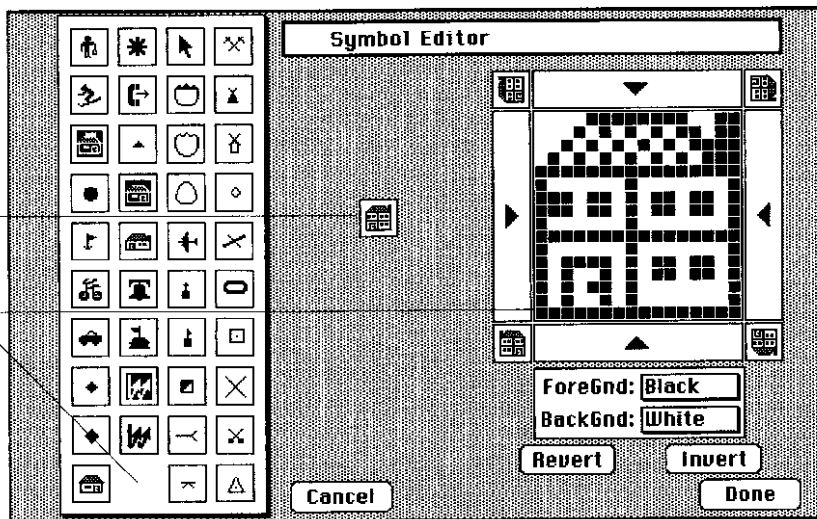 Symbol Editor
ForeGnd: Black
BackGnd: White
Revert
Invert
Cancel
Done